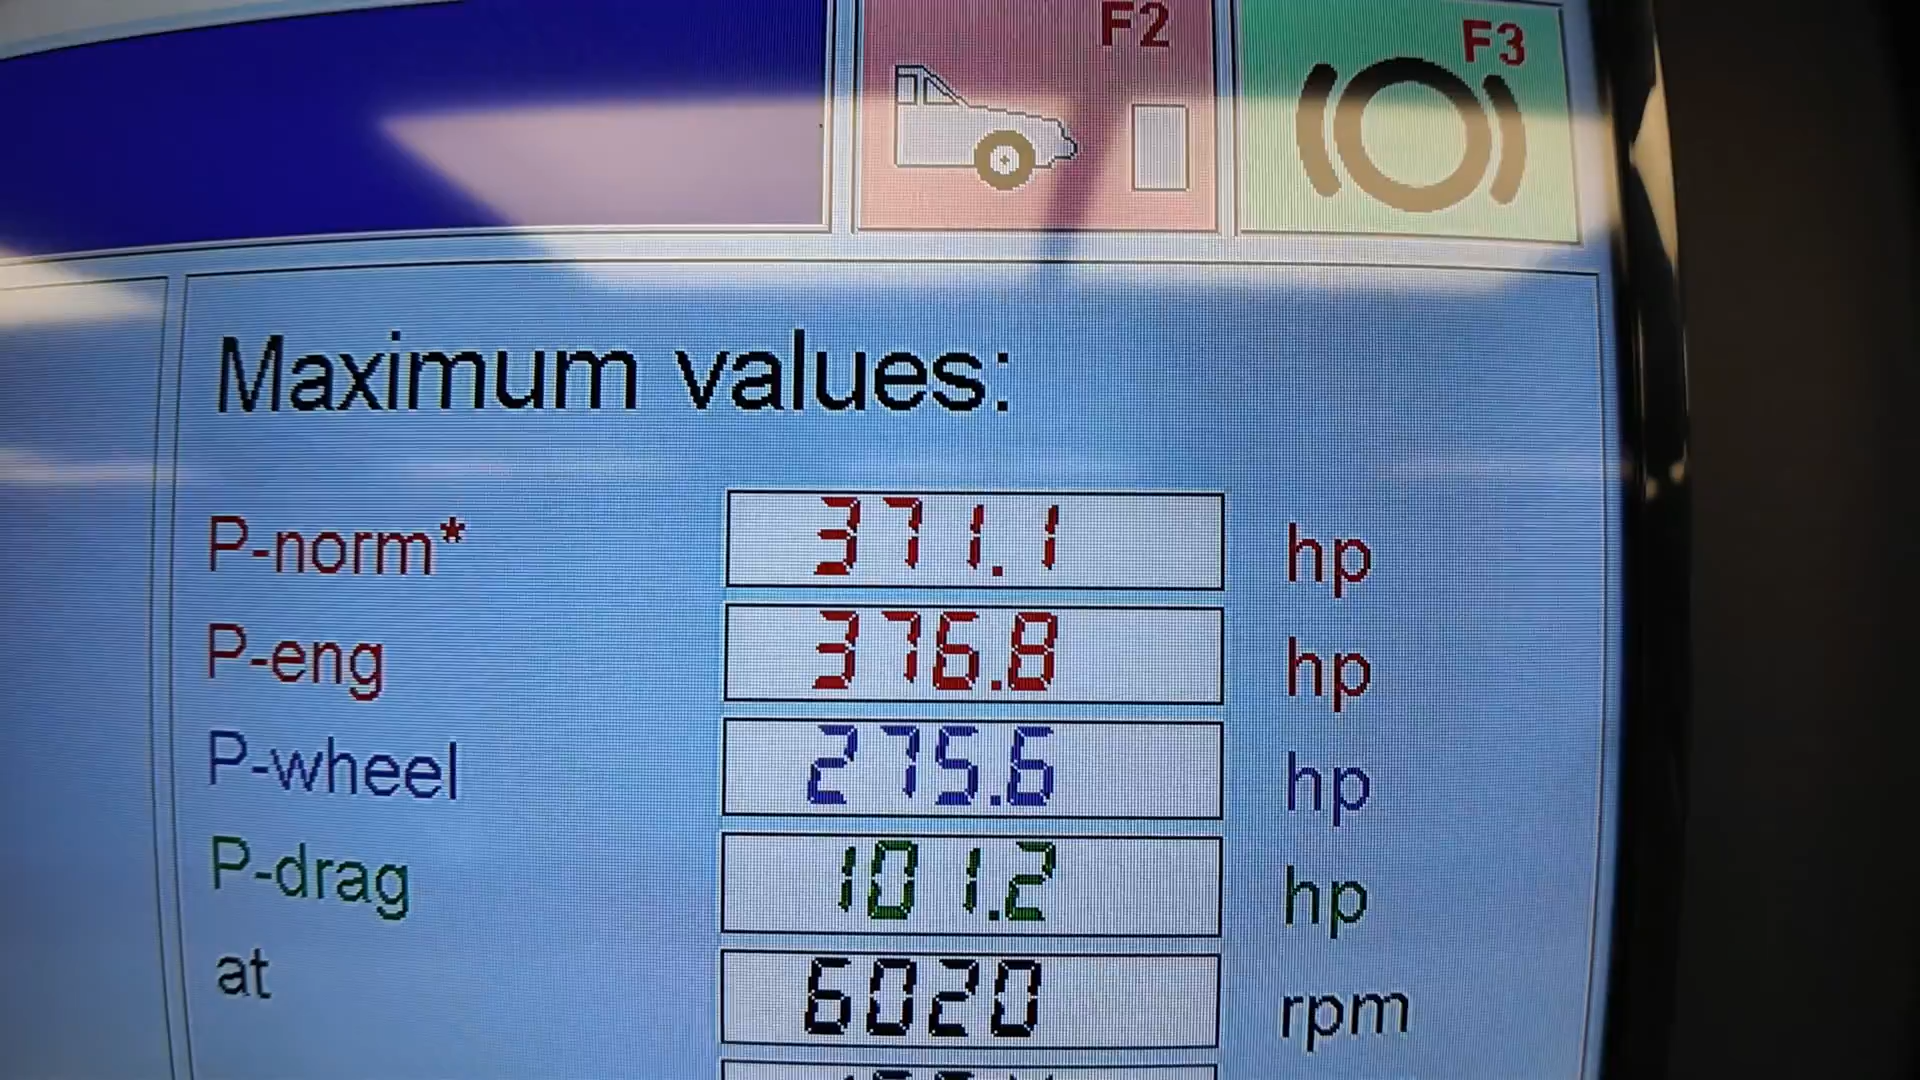 F2
F3
Maximum values:
P-norm* 371.1 hp
P-eng 376.8 hp
P-wheel 275.6 hp
P-drag 101.2 hp
at 6020 rpm